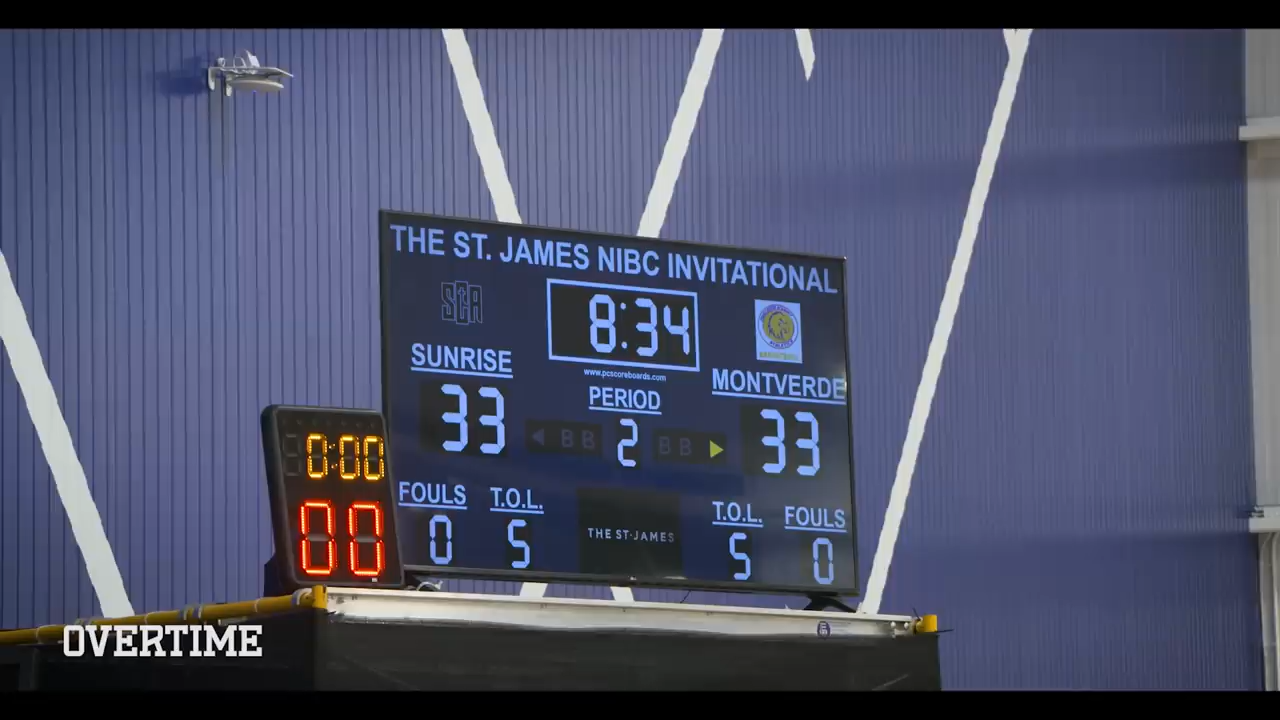 THE ST. JAMES NIBC INVITATIONAL
SCA
8:34
www.pcscoreboards.com
SUNRISE
MONTVERDE
PERIOD
33
2
33
0:00
00
FOULS
T.O.L.
T.O.L.
FOULS
0
5
THE ST·JAMES
5
0
OVERTIME